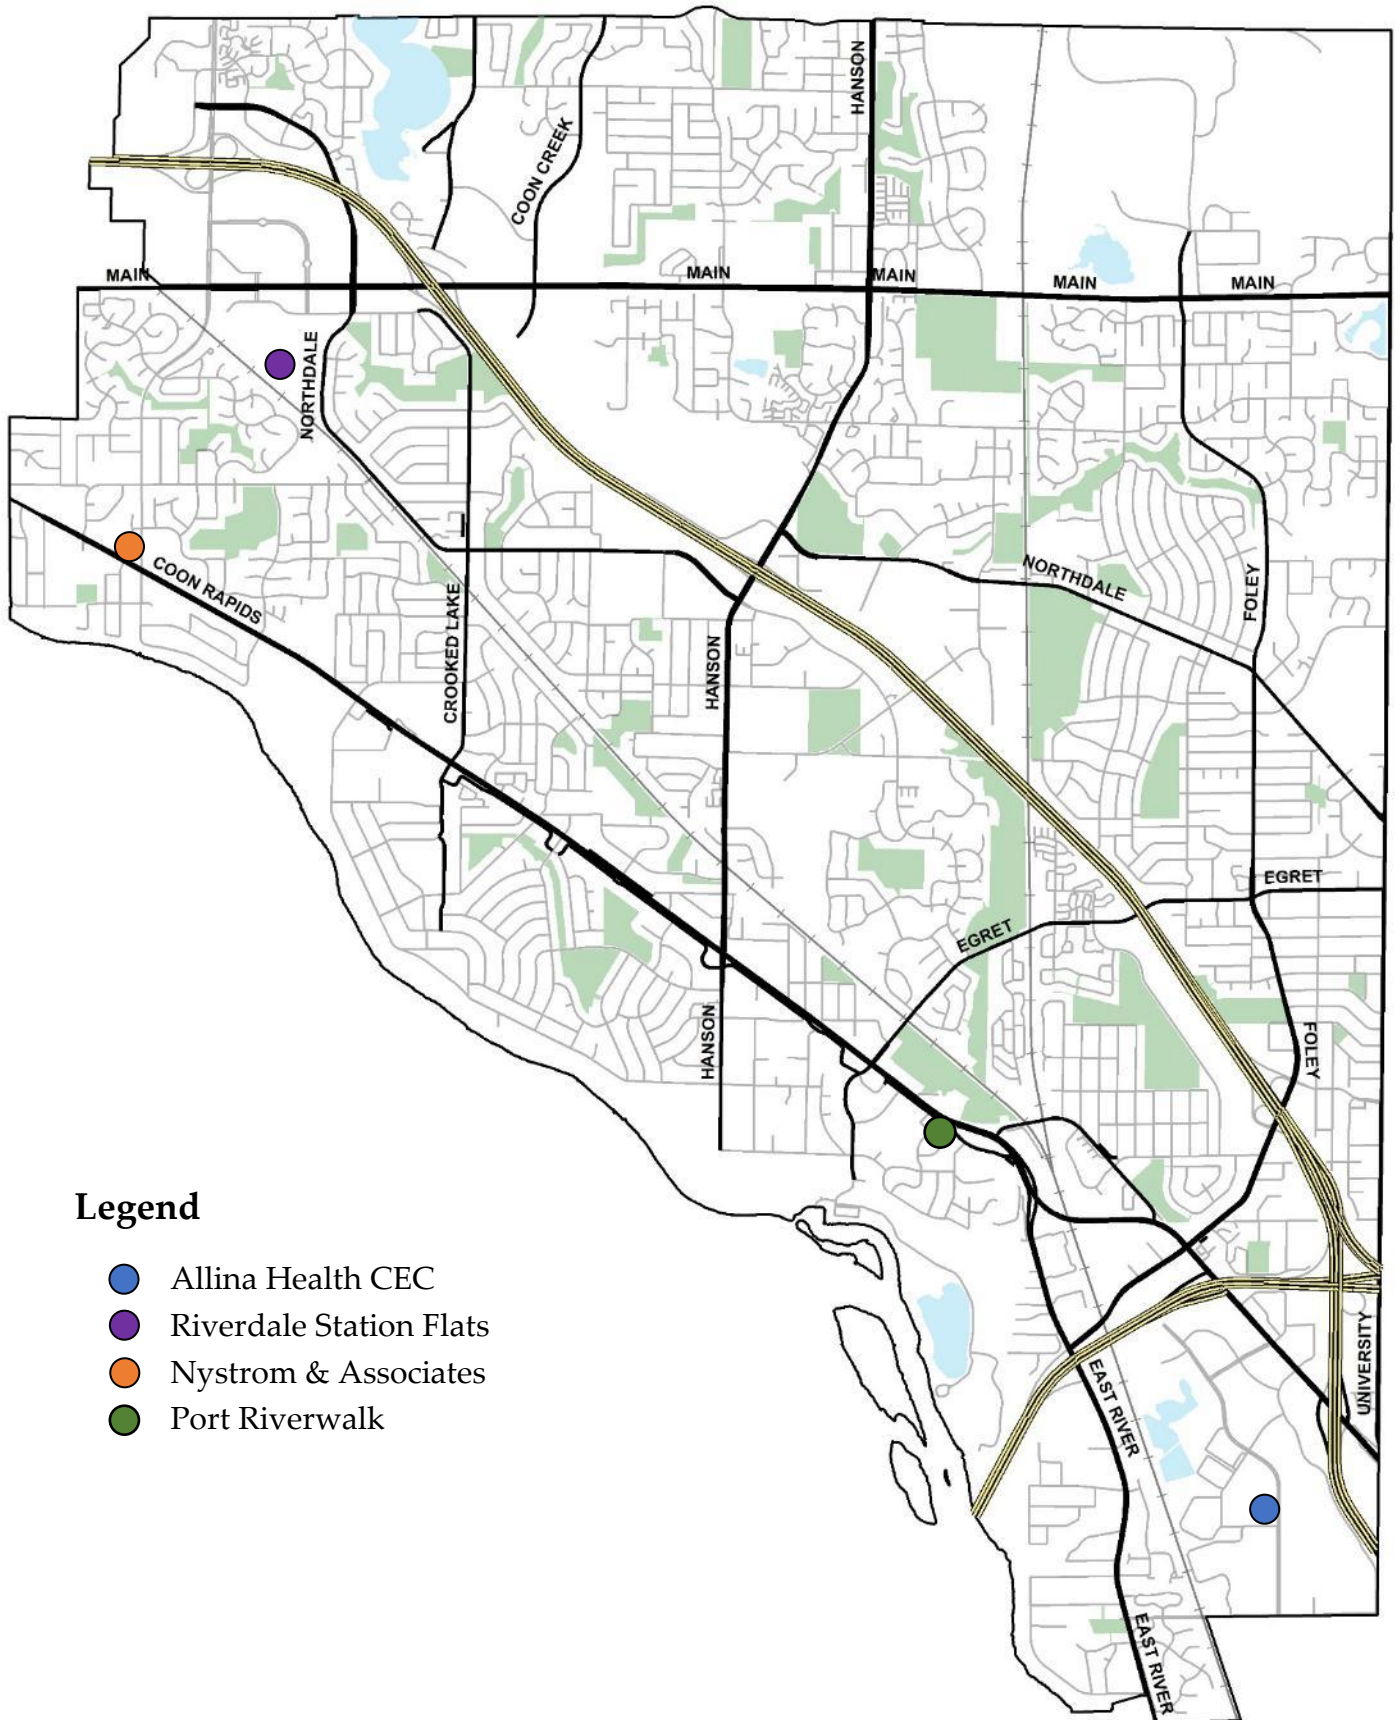 HANSON
COON CREEK
MAIN
MAIN
MAIN
MAIN
MAIN
NORTHDALE
COON RAPIDS
CROOKED LAKE
NORTHDALE
FOLEY
HANSON
EGRET
EGRET
HANSON
FOLEY
Legend
Allina Health CEC
Riverdale Station Flats
Nystrom & Associates
Port Riverwalk
UNIVERSITY
EAST RIVER
EAST RIVER